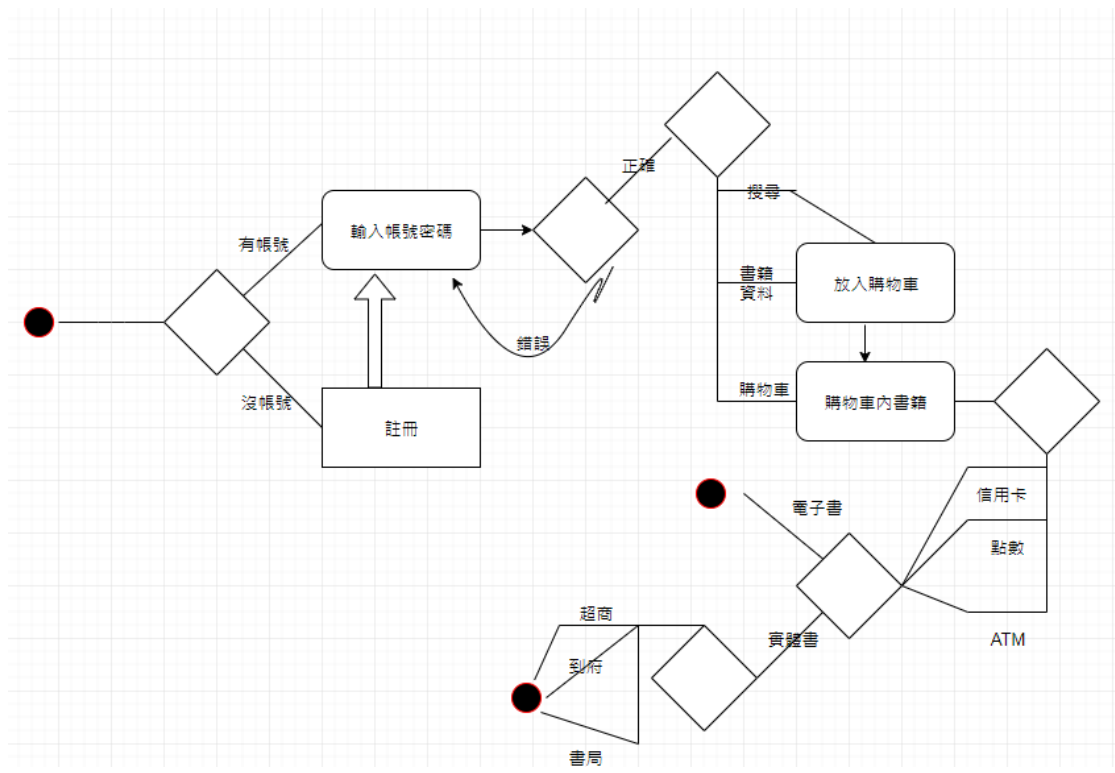 正確
搜尋
有帳號
輸入帳號密碼
書籍
資料
放入購物車
錯誤
沒帳號
註冊
購物車
購物車內書籍
電子書
信用卡
點數
超商
到府
實體書
ATM
書局